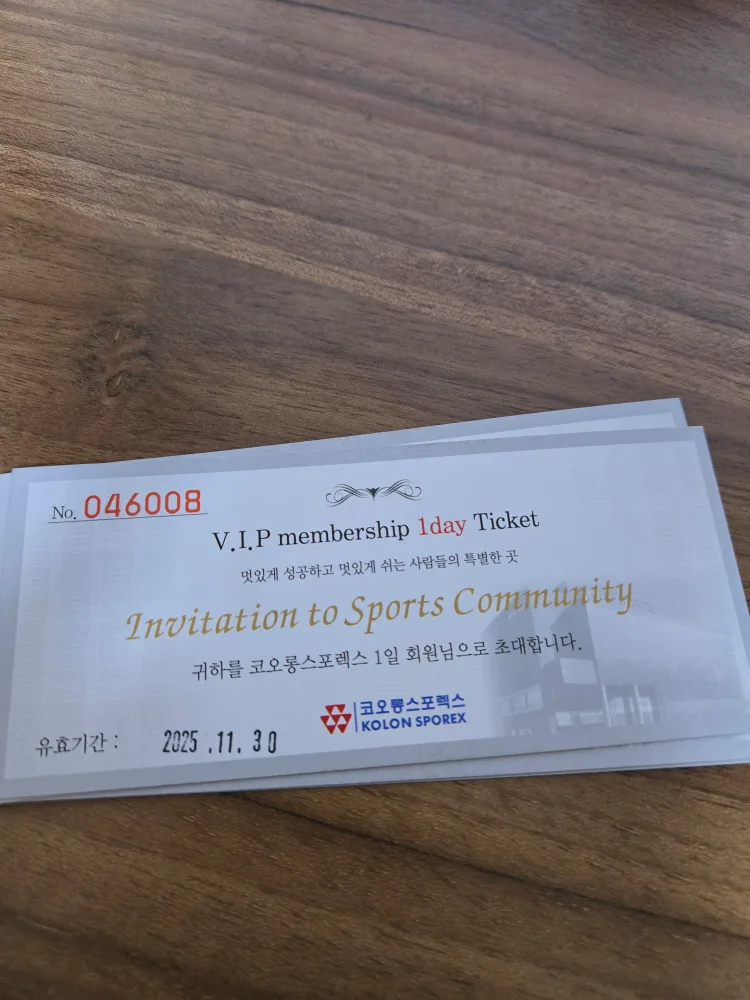 No. 046008
V.I.P membership 1day Ticket
멋있게 성공하고 멋있게 쉬는 사람들의 특별한 곳
Invitation to Sports Community
귀하를 코오롱스포렉스 1일 회원님으로 초대합니다.
코오롱스포렉스
KOLON SPOREX
유효기간 : 2025 .11. 30